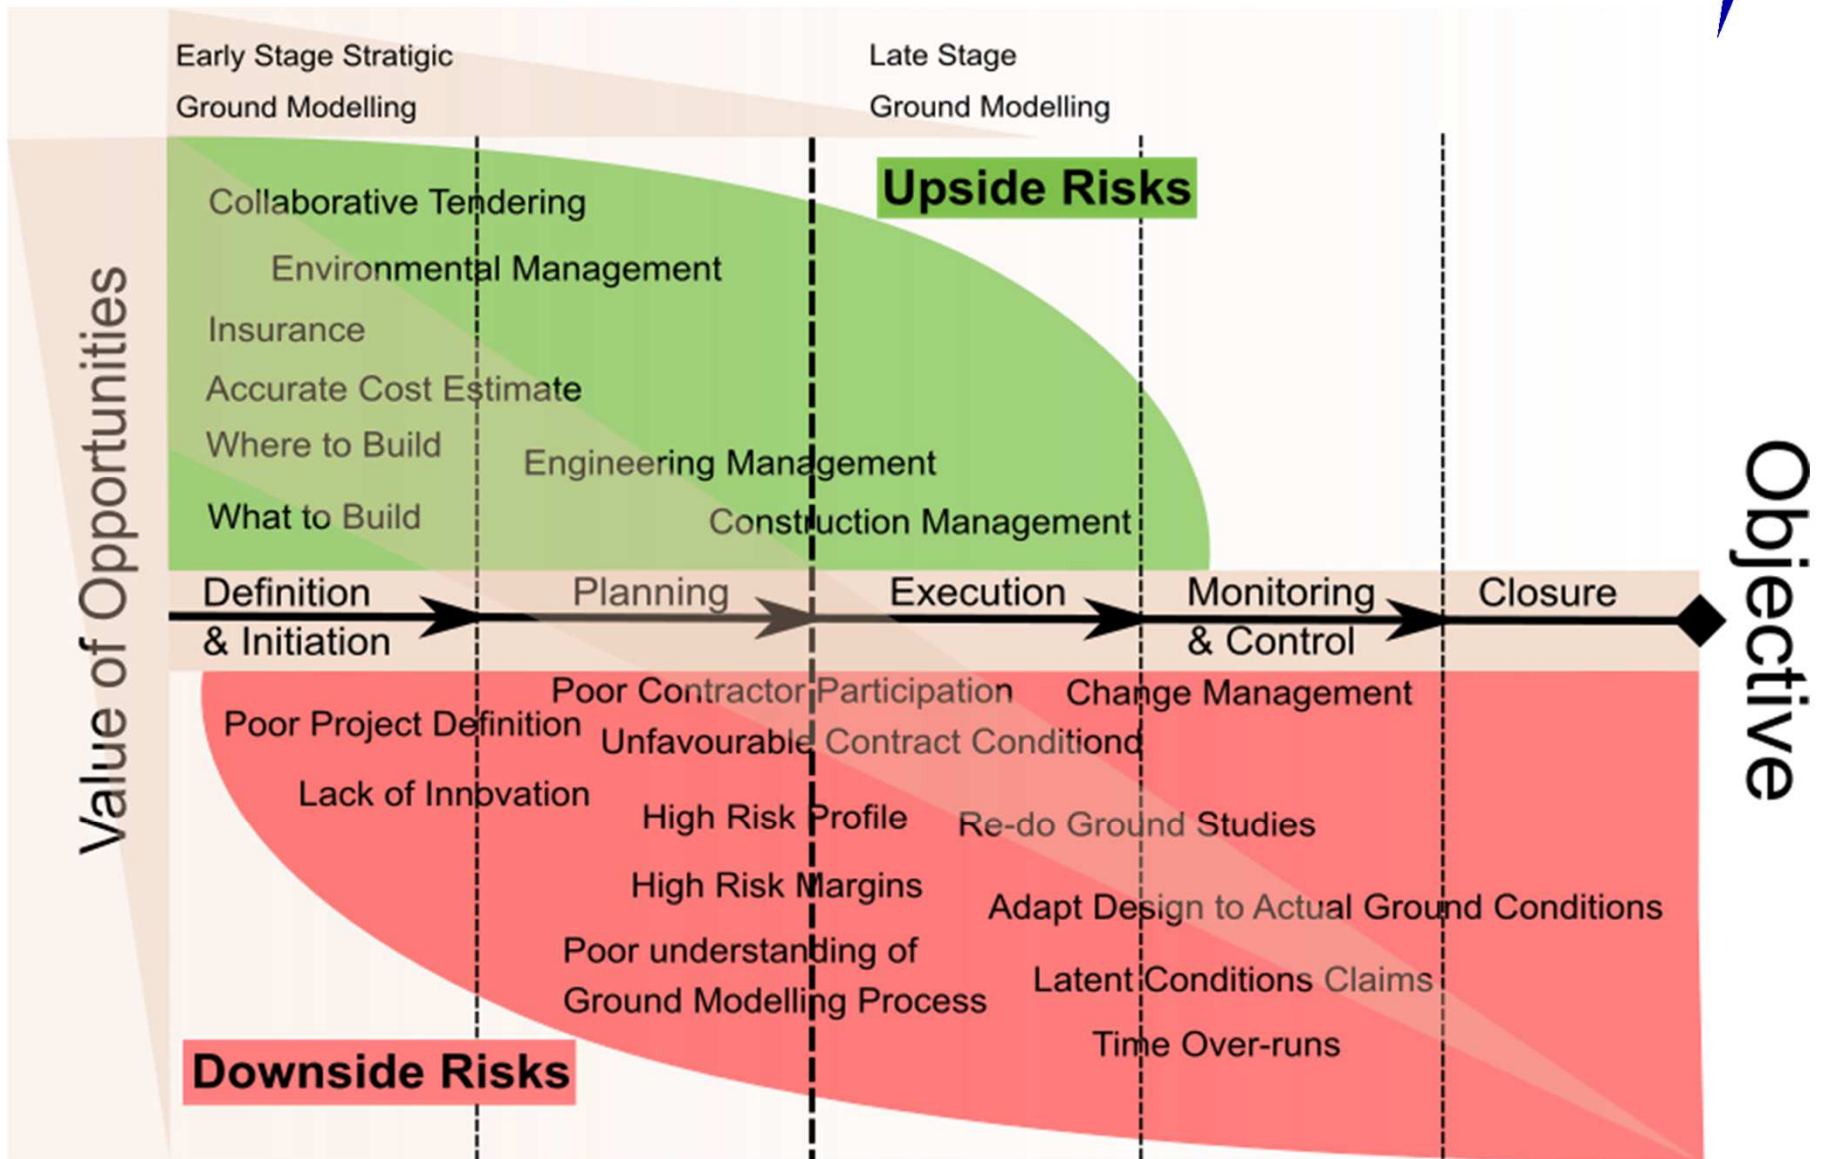 Early Stage Stratigic
Ground Modelling
Late Stage
Ground Modelling
Upside Risks
Collaborative Tendering
Environmental Management
Insurance
Accurate Cost Estimate
Where to Build
Engineering Management
What to Build
Construction Management
Value of Opportunities
Definition
& Initiation
Planning
Execution
Monitoring
& Control
Closure
Objective
Poor Contractor Participation
Change Management
Poor Project Definition
Unfavourable Contract Conditiond
Lack of Innovation
High Risk Profile
Re-do Ground Studies
High Risk Margins
Adapt Design to Actual Ground Conditions
Poor understanding of
Ground Modelling Process
Latent Conditions Claims
Time Over-runs
Downside Risks